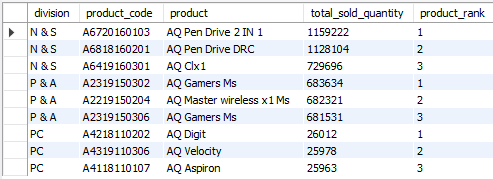 division product_code product total_sold_quantity product_rank
N & S A6720160103 AQ Pen Drive 2 IN 1 1159222 1
N & S A6818160201 AQ Pen Drive DRC 1128104 2
N & S A6419160301 AQ Clx1 729696 3
P & A A2319150302 AQ Gamers Ms 683634 1
P & A A2219150204 AQ Master wireless x1 Ms 682321 2
P & A A2319150306 AQ Gamers Ms 681531 3
PC A4218110202 AQ Digit 26012 1
PC A4319110306 AQ Velocity 25978 2
PC A4118110107 AQ Aspiron 25963 3